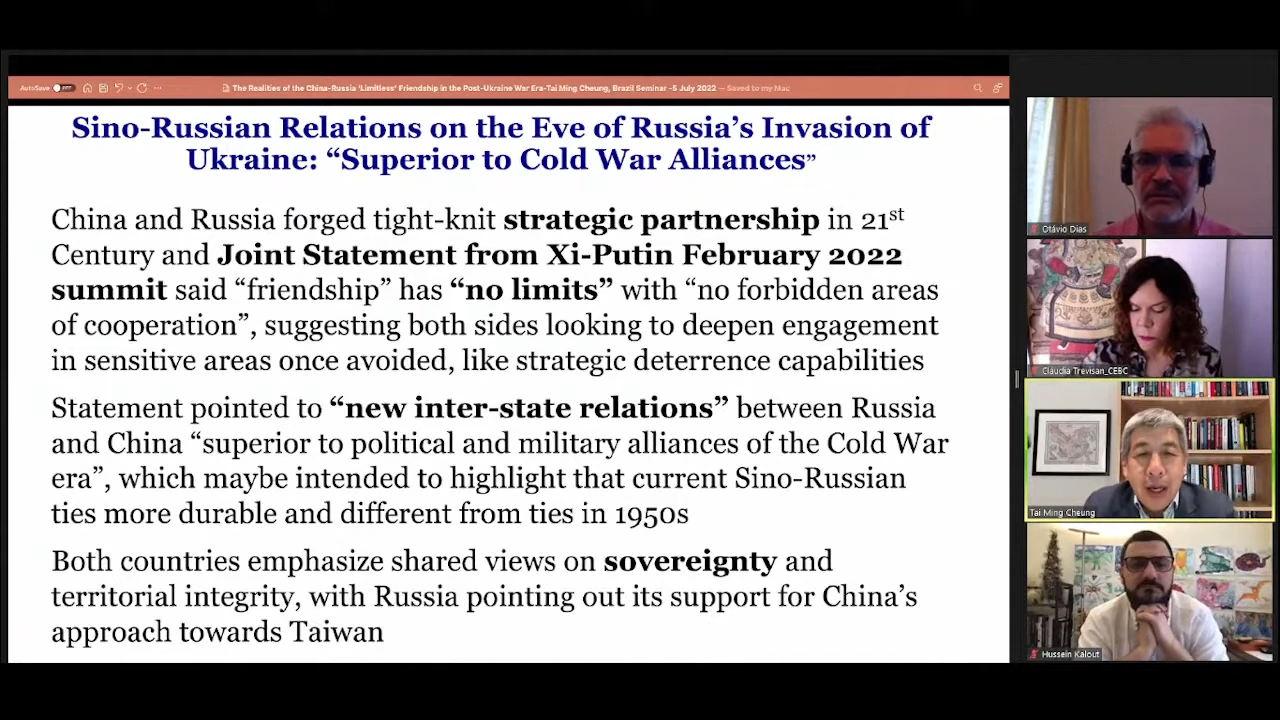 AutoSave OFF
The Realities of the China-Russia 'Limitless' Friendship in the Post-Ukraine War Era-Tai Ming Cheung, Brazil Seminar -5 July 2022 — Saved to my Mac
Sino-Russian Relations on the Eve of Russia's Invasion of
Ukraine: “Superior to Cold War Alliances”
China and Russia forged tight-knit strategic partnership in 21st
Century and Joint Statement from Xi-Putin February 2022
summit said “friendship” has “no limits” with “no forbidden areas
of cooperation”, suggesting both sides looking to deepen engagement
in sensitive areas once avoided, like strategic deterrence capabilities
Statement pointed to “new inter-state relations” between Russia
and China “superior to political and military alliances of the Cold War
era”, which maybe intended to highlight that current Sino-Russian
ties more durable and different from ties in 1950s
Both countries emphasize shared views on sovereignty and
territorial integrity, with Russia pointing out its support for China's
approach towards Taiwan
Otávio Dias
Cláudia Trevisan_CEBC
Tai Ming Cheung
Hussein Kalout